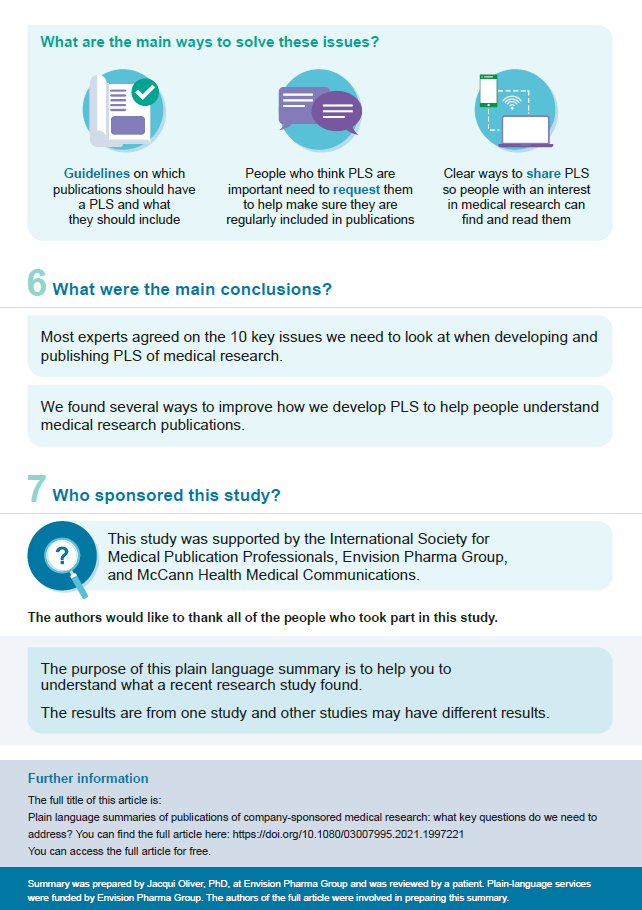 What are the main ways to solve these issues?
Guidelines on which
publications should have
a PLS and what
they should include
People who think PLS are
important need to request them
to help make sure they are
regularly included in publications
Clear ways to share PLS
so people with an interest
in medical research can
find and read them
6 What were the main conclusions?
Most experts agreed on the 10 key issues we need to look at when developing and
publishing PLS of medical research.
We found several ways to improve how we develop PLS to help people understand
medical research publications.
7 Who sponsored this study?
?
This study was supported by the International Society for
Medical Publication Professionals, Envision Pharma Group,
and McCann Health Medical Communications.
The authors would like to thank all of the people who took part in this study.
The purpose of this plain language summary is to help you to
understand what a recent research study found.
The results are from one study and other studies may have different results.
Further information
The full title of this article is:
Plain language summaries of publications of company-sponsored medical research: what key questions do we need to
address? You can find the full article here: https://doi.org/10.1080/03007995.2021.1997221
You can access the full article for free.
Summary was prepared by Jacqui Oliver, PhD, at Envision Pharma Group and was reviewed by a patient. Plain-language services
were funded by Envision Pharma Group. The authors of the full article were involved in preparing this summary.